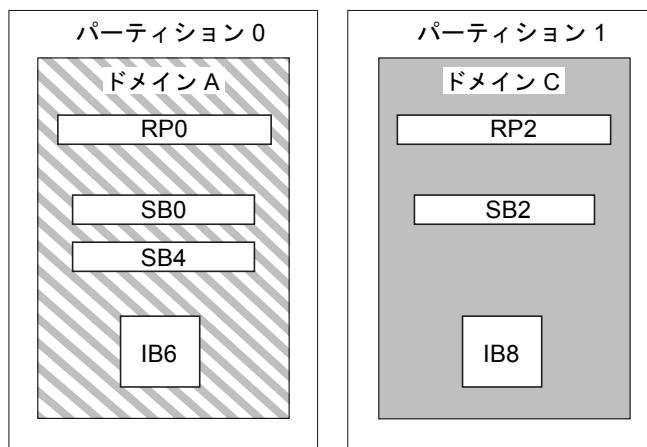 パーティション 0
ドメイン A
RP0
SB0
SB4
IB6
パーティション 1
ドメイン C
RP2
SB2
IB8